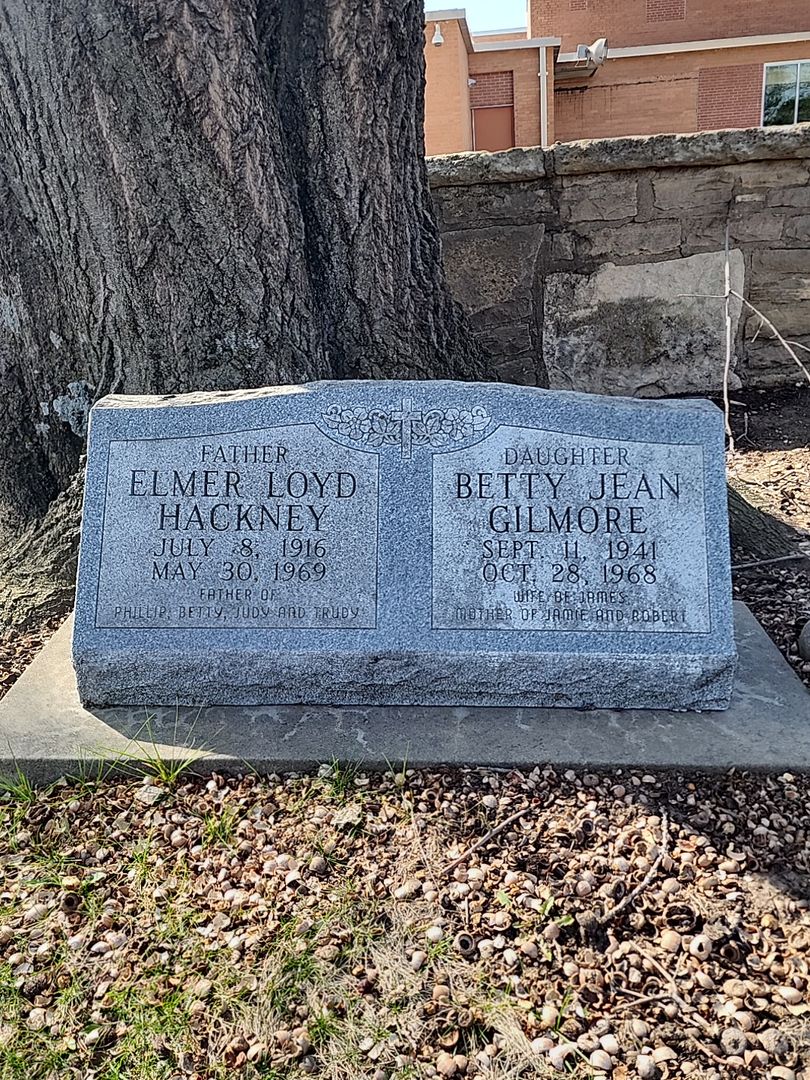 FATHER
ELMER LOYD
HACKNEY
JULY 8, 1916
MAY 30, 1969
FATHER OF
PHILLIP, BETTY, JUDY AND TRUDY
DAUGHTER
BETTY JEAN
GILMORE
SEPT. 11, 1941
OCT. 28, 1968
WIFE OF JAMES
MOTHER OF JAMIE AND ROBERT